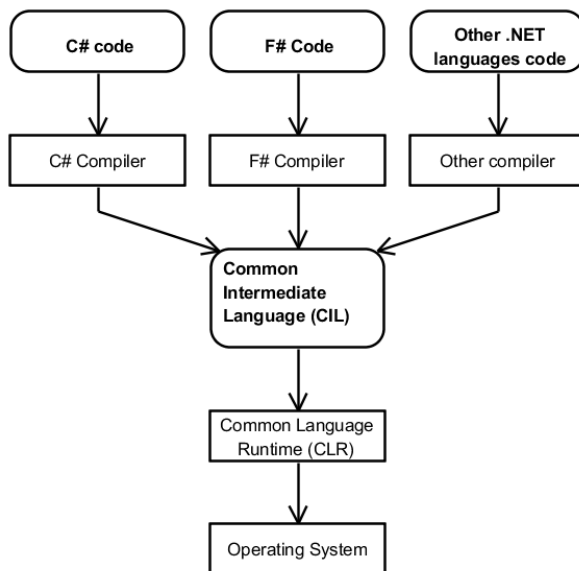 C# code
F# Code
Other .NET
languages code
C# Compiler
F# Compiler
Other compiler
Common
Intermediate
Language (CIL)
Common Language
Runtime (CLR)
Operating System